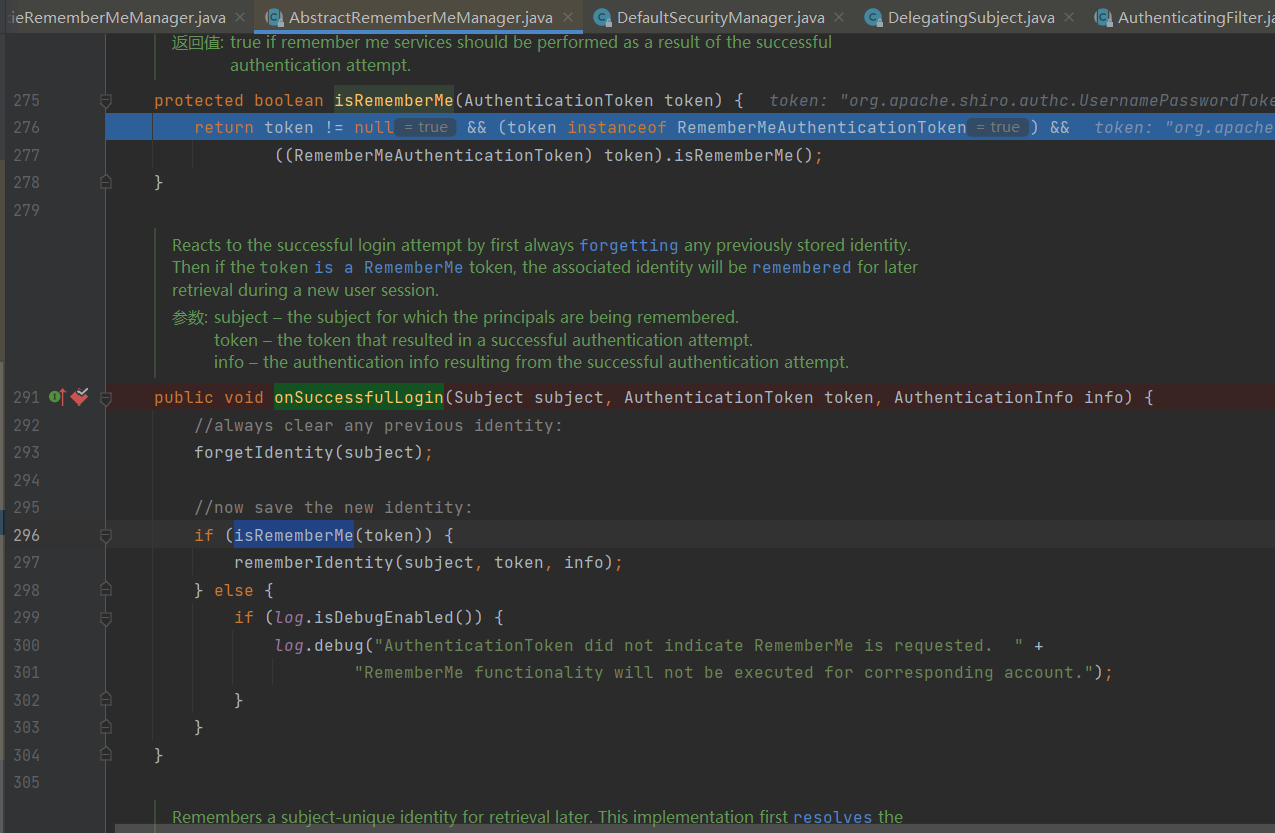 ieRememberMeManager.java × AbstractRememberMeManager.java × DefaultSecurityManager.java × DelegatingSubject.java × AuthenticatingFilter.ja
返回值: true if remember me services should be performed as a result of the successful
authentication attempt.
275 protected boolean isRememberMe(AuthenticationToken token) { token: "org.apache.shiro.authc.UsernamePasswordToke
276 return token != null = true && (token instanceof RememberMeAuthenticationToken = true ) && token: "org.apache
277 ((RememberMeAuthenticationToken) token).isRememberMe();
278 }
279
Reacts to the successful login attempt by first always forgetting any previously stored identity.
Then if the token is a RememberMe token, the associated identity will be remembered for later
retrieval during a new user session.
参数: subject – the subject for which the principals are being remembered.
token – the token that resulted in a successful authentication attempt.
info – the authentication info resulting from the successful authentication attempt.
291 public void onSuccessfulLogin(Subject subject, AuthenticationToken token, AuthenticationInfo info) {
292 //always clear any previous identity:
293 forgetIdentity(subject);
294
295 //now save the new identity:
296 if (isRememberMe(token)) {
297 rememberIdentity(subject, token, info);
298 } else {
299 if (log.isDebugEnabled()) {
300 log.debug("AuthenticationToken did not indicate RememberMe is requested.  " +
301 "RememberMe functionality will not be executed for corresponding account.");
302 }
303 }
304 }
305
Remembers a subject-unique identity for retrieval later. This implementation first resolves the